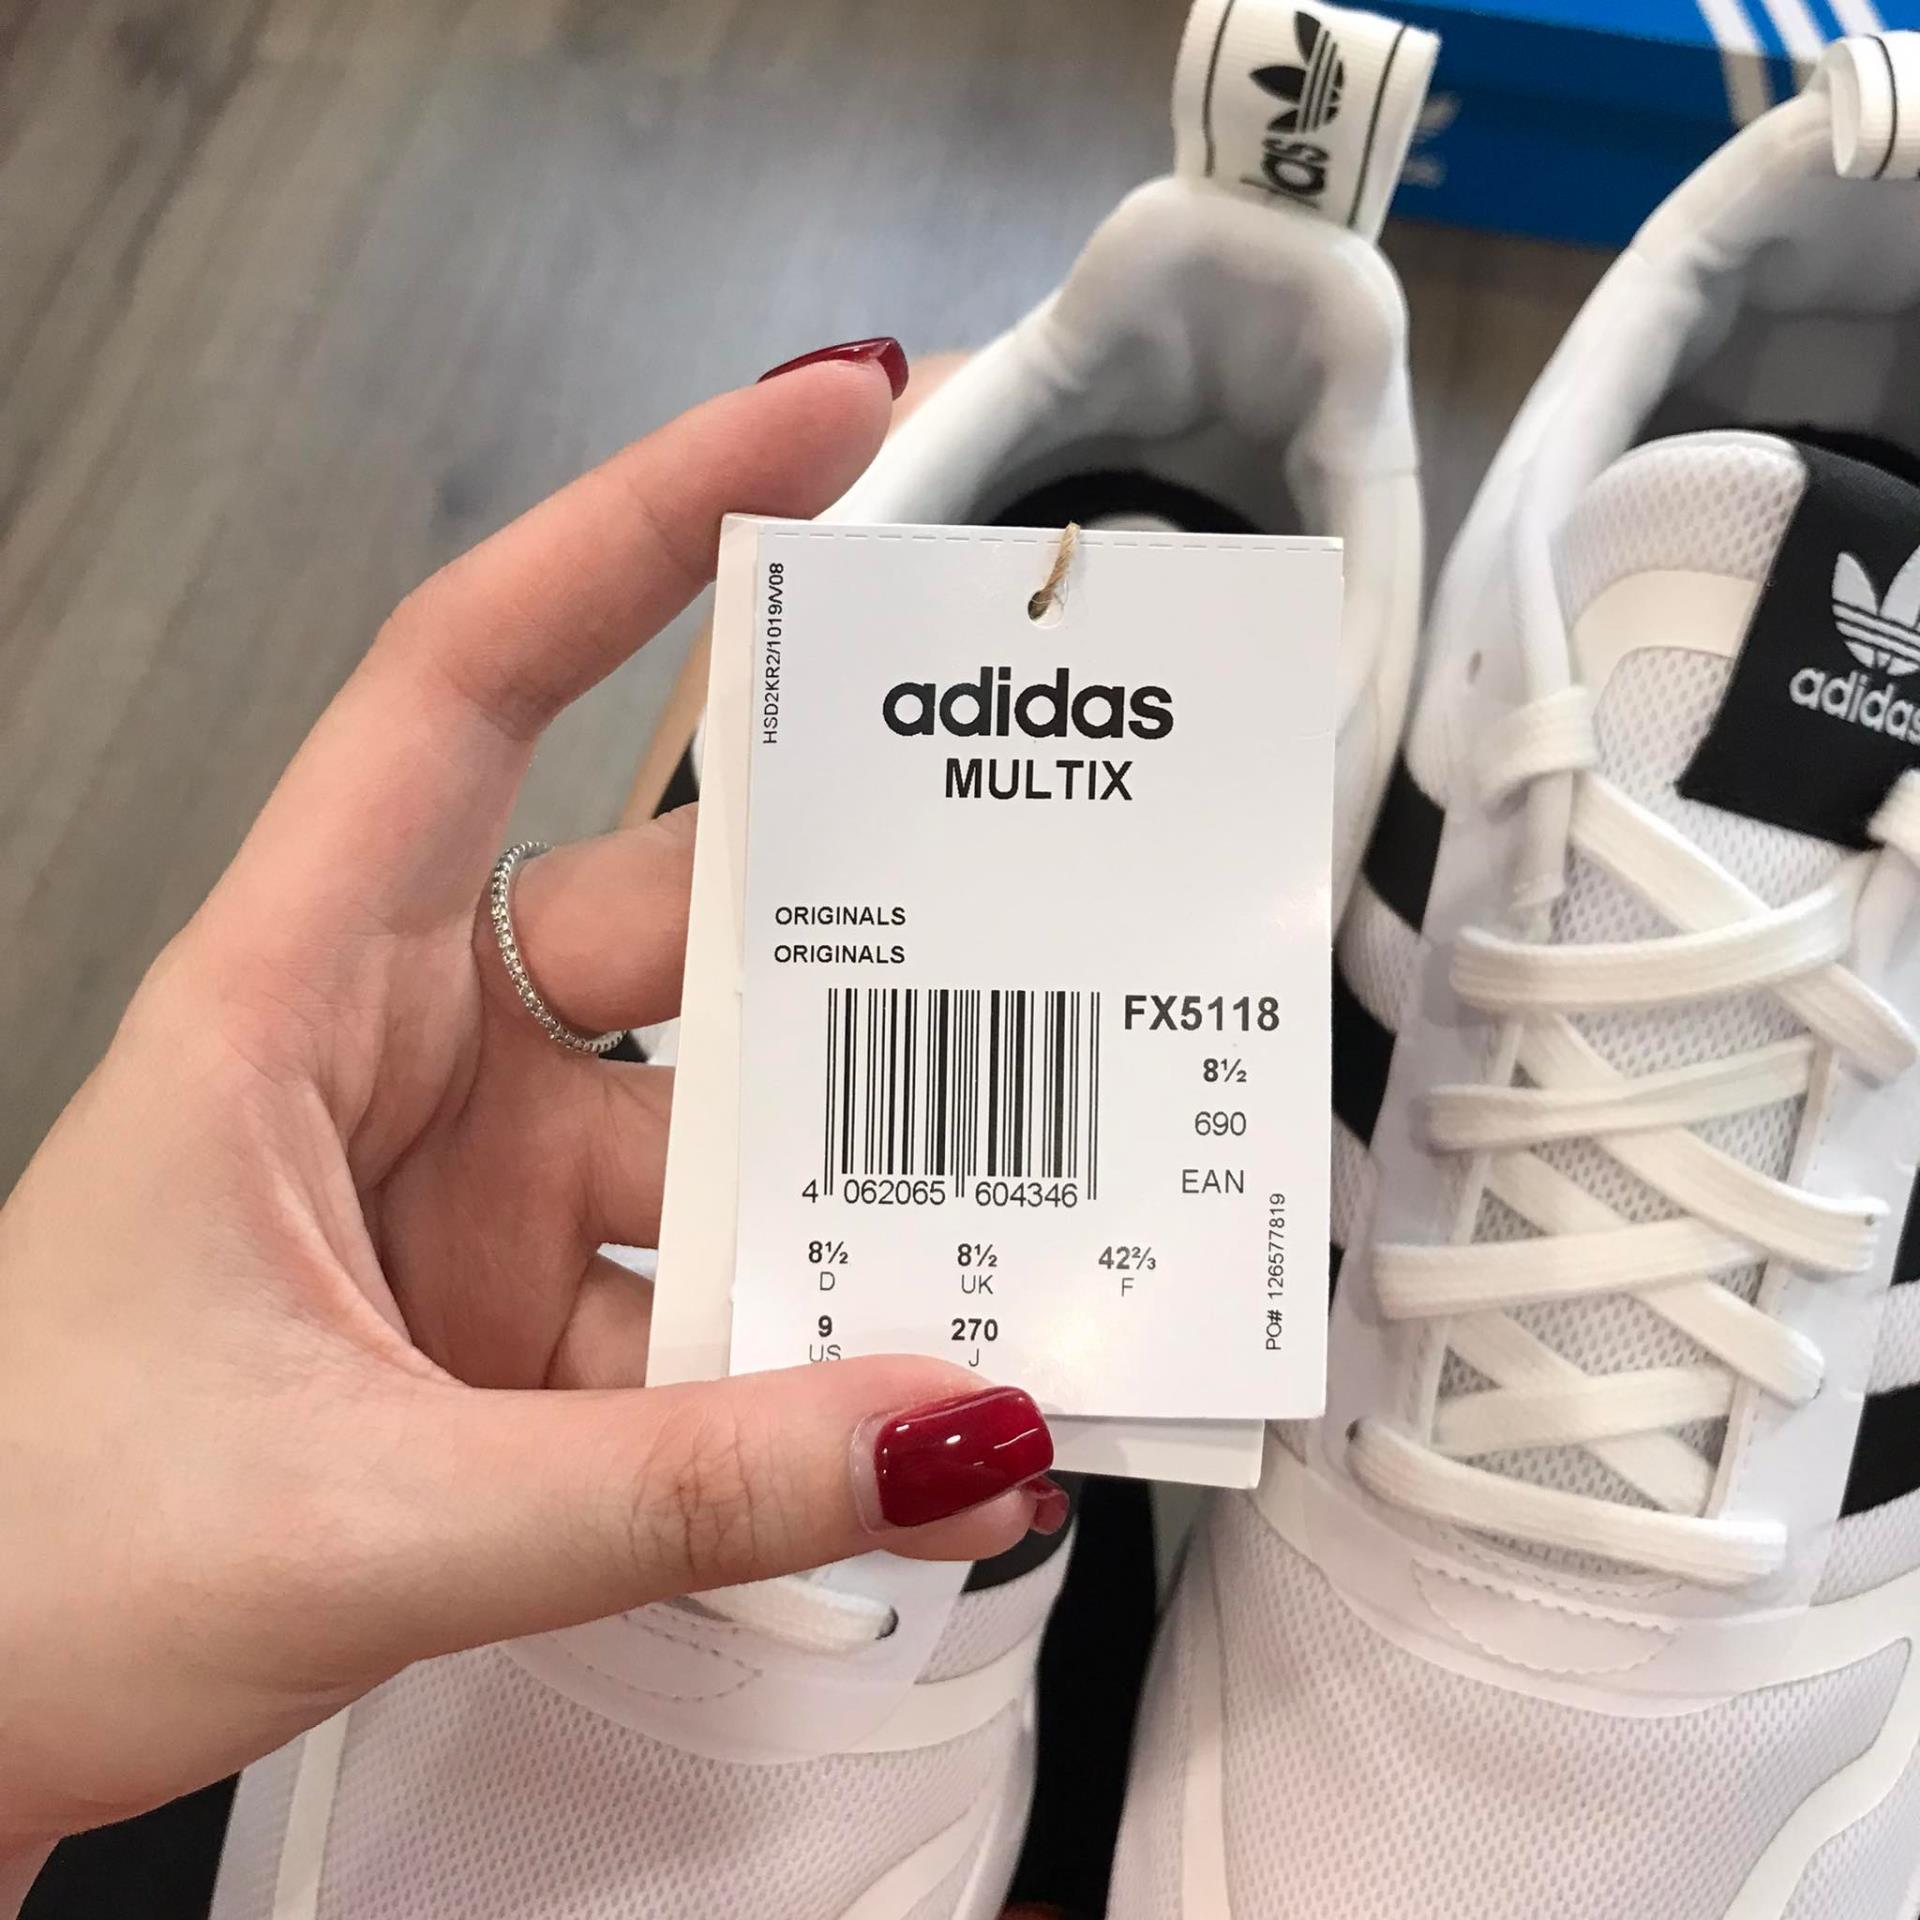 adidas
HSD2KR2/1019/V08
adidas
MULTIX
ORIGINALS
ORIGINALS
FX5118
8½
690
EAN
4 062065 604346
8½ 8½ 42⅔
D UK F
9 270
US J
PO# 126577819